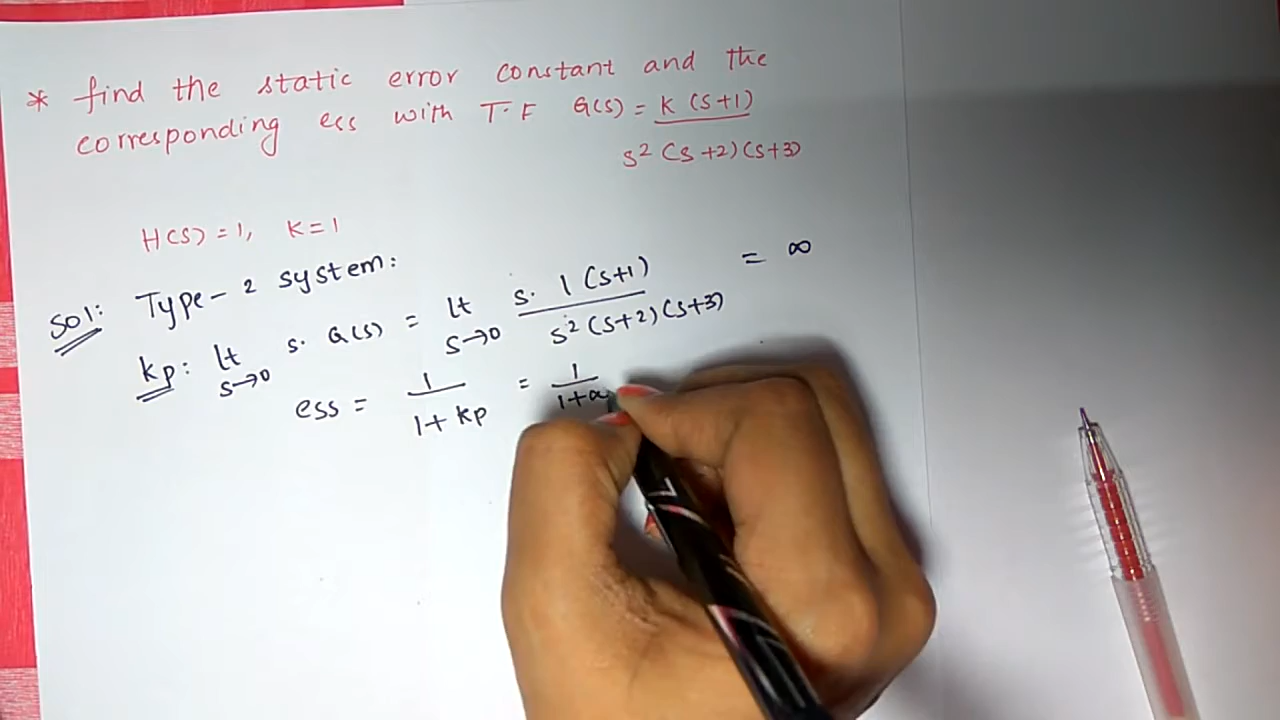 * find the static error constant and the
corresponding ess with T.F G(s) = K (s+1)
s² (s+2)(s+3)
H(s) = 1, K = 1
Sol: Type - 2 system:
kp: lt s→0 s. G(s) = lt s→0 s. 1 (s+1) / s² (s+2)(s+3) = ∞
ess = 1 / 1+kp = 1 / 1+∞